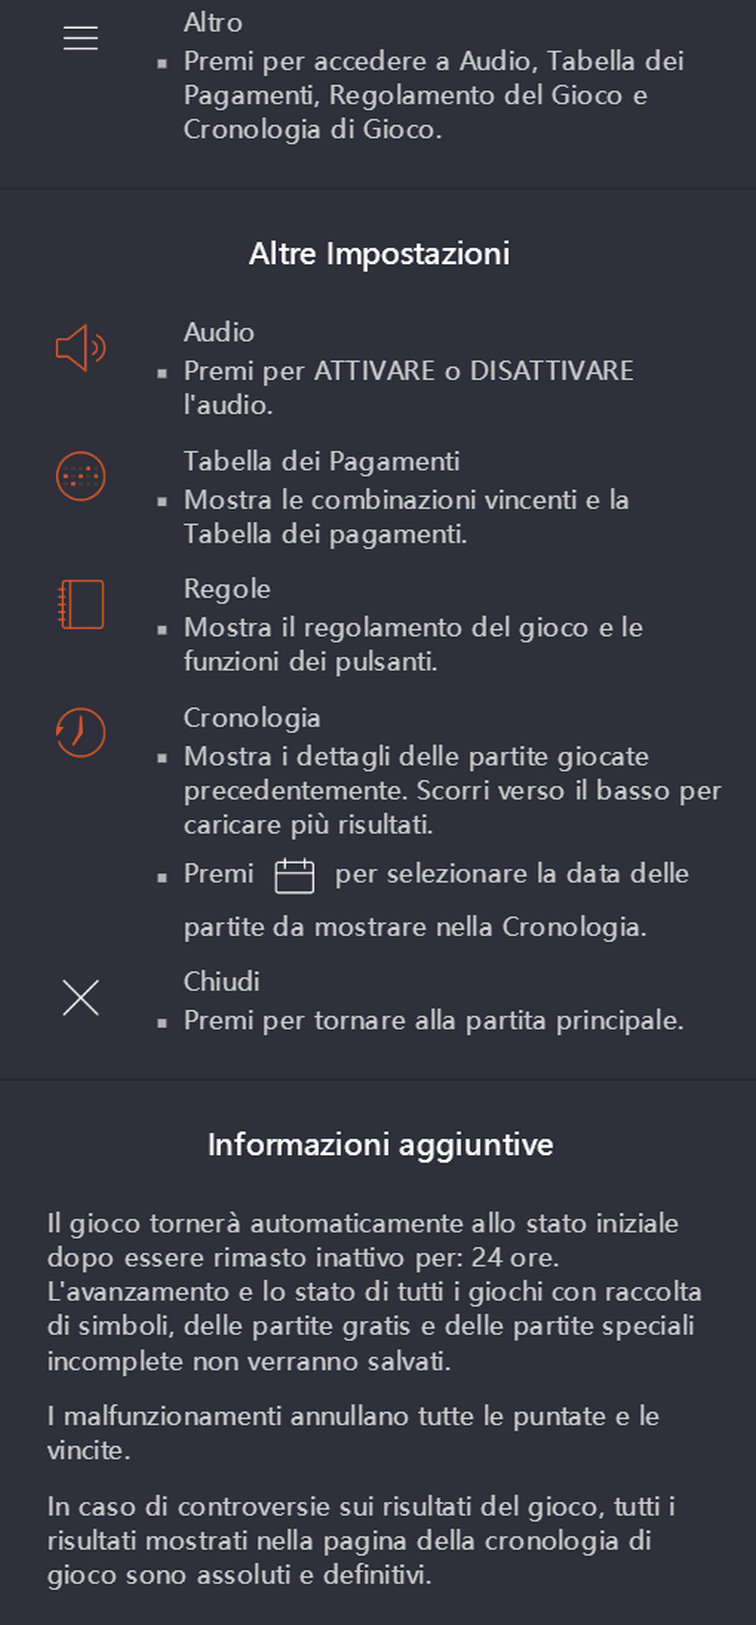 Altro
▪ Premi per accedere a Audio, Tabella dei
Pagamenti, Regolamento del Gioco e
Cronologia di Gioco.
Altre Impostazioni
Audio
▪ Premi per ATTIVARE o DISATTIVARE
l'audio.
Tabella dei Pagamenti
▪ Mostra le combinazioni vincenti e la
Tabella dei pagamenti.
Regole
▪ Mostra il regolamento del gioco e le
funzioni dei pulsanti.
Cronologia
▪ Mostra i dettagli delle partite giocate
precedentemente. Scorri verso il basso per
caricare più risultati.
▪ Premi per selezionare la data delle
partite da mostrare nella Cronologia.
Chiudi
▪ Premi per tornare alla partita principale.
Informazioni aggiuntive
Il gioco tornerà automaticamente allo stato iniziale
dopo essere rimasto inattivo per: 24 ore.
L'avanzamento e lo stato di tutti i giochi con raccolta
di simboli, delle partite gratis e delle partite speciali
incomplete non verranno salvati.
I malfunzionamenti annullano tutte le puntate e le
vincite.
In caso di controversie sui risultati del gioco, tutti i
risultati mostrati nella pagina della cronologia di
gioco sono assoluti e definitivi.